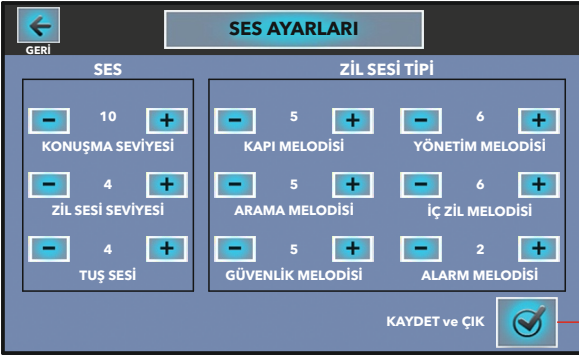 SES AYARLARI
GERİ
SES
ZİL SESİ TİPİ
10
KONUŞMA SEVİYESİ
5
KAPI MELODİSİ
6
YÖNETİM MELODİSİ
4
ZİL SESİ SEVİYESİ
5
ARAMA MELODİSİ
6
İÇ ZİL MELODİSİ
4
TUŞ SESİ
5
GÜVENLİK MELODİSİ
2
ALARM MELODİSİ
KAYDET ve ÇIK